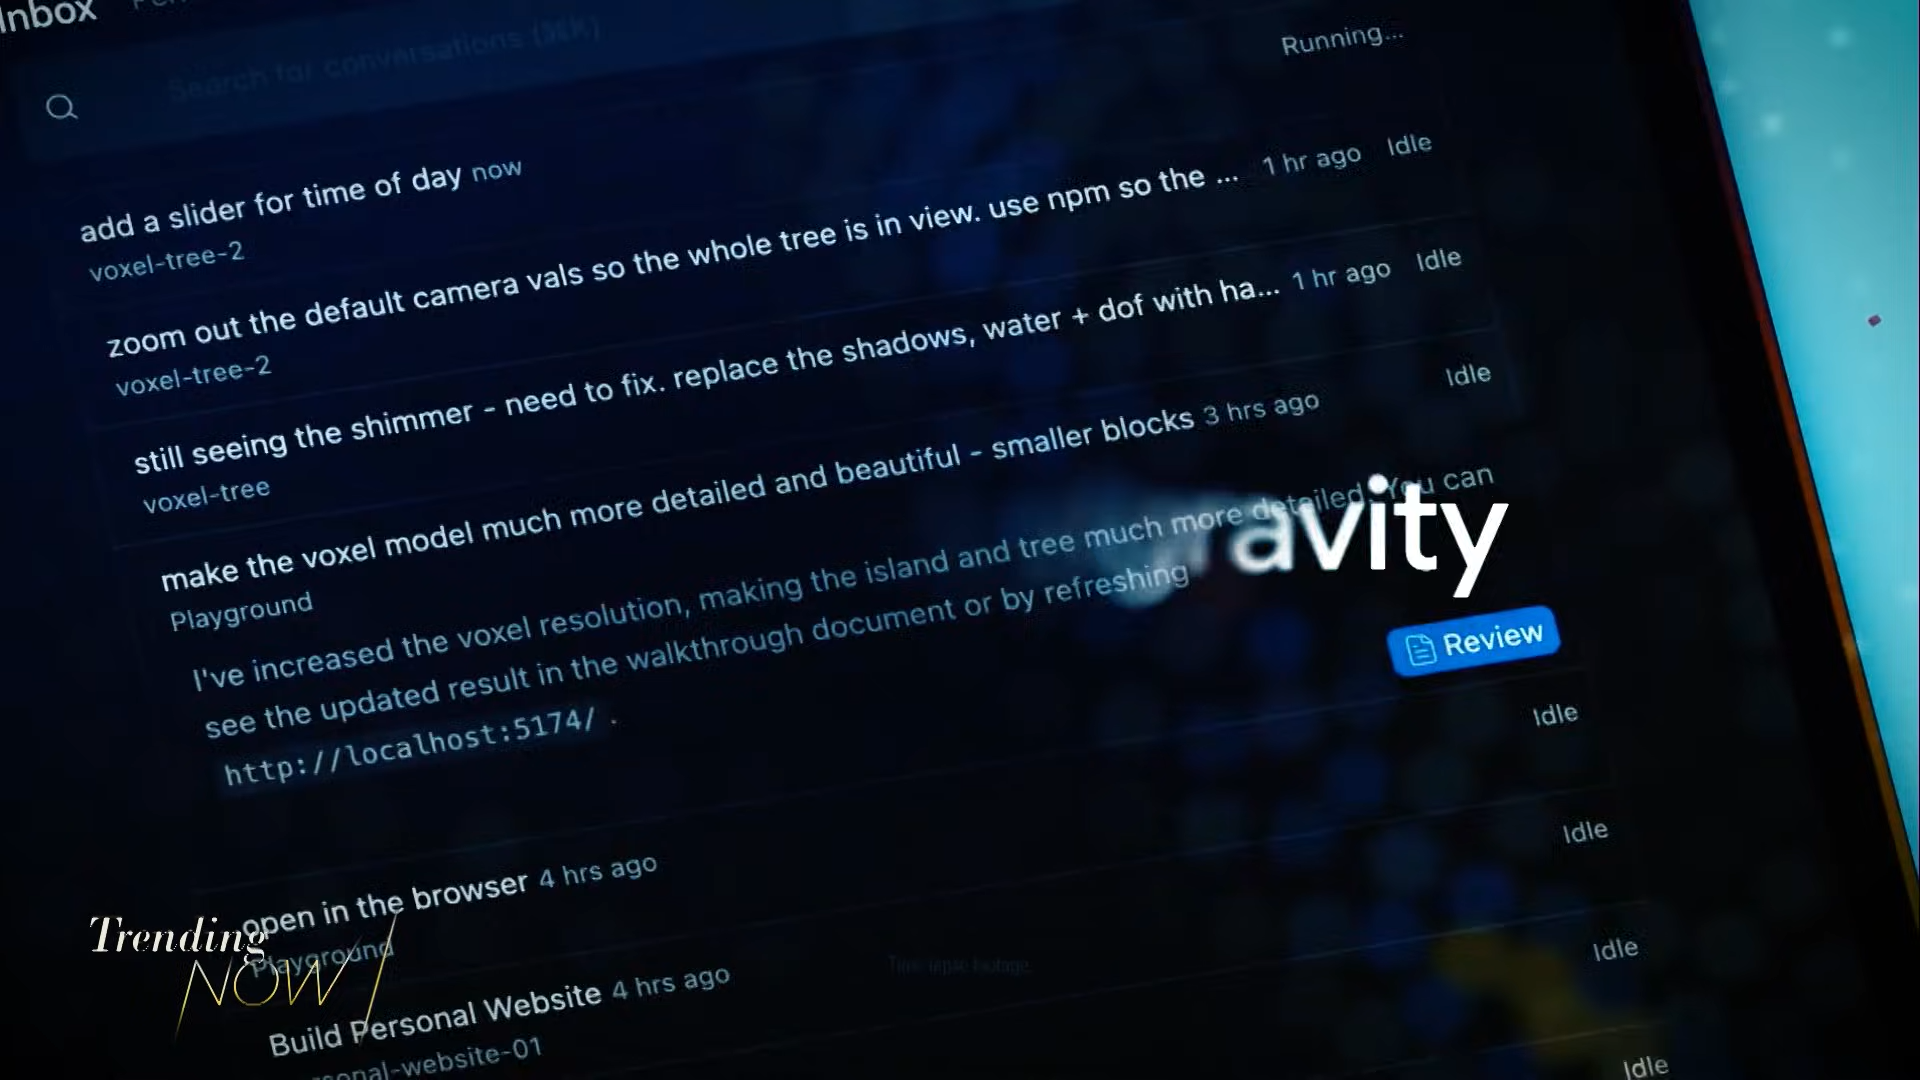 Inbox
Search for conversations (⌘K)
Running...
add a slider for time of day now
voxel-tree-2
zoom out the default camera vals so the whole tree is in view. use npm so the ... 1 hr ago Idle
voxel-tree-2
still seeing the shimmer - need to fix. replace the shadows, water + dof with ha... 1 hr ago Idle
voxel-tree
make the voxel model much more detailed and beautiful - smaller blocks 3 hrs ago Idle
Playground
I've increased the voxel resolution, making the island and tree much more detailed. You can
see the updated result in the walkthrough document or by refreshing
http://localhost:5174/ .
avity
Review
Idle
open in the browser 4 hrs ago Idle
Playground
Build Personal Website 4 hrs ago Idle
onal-website-01
Idle
Trending
NOW